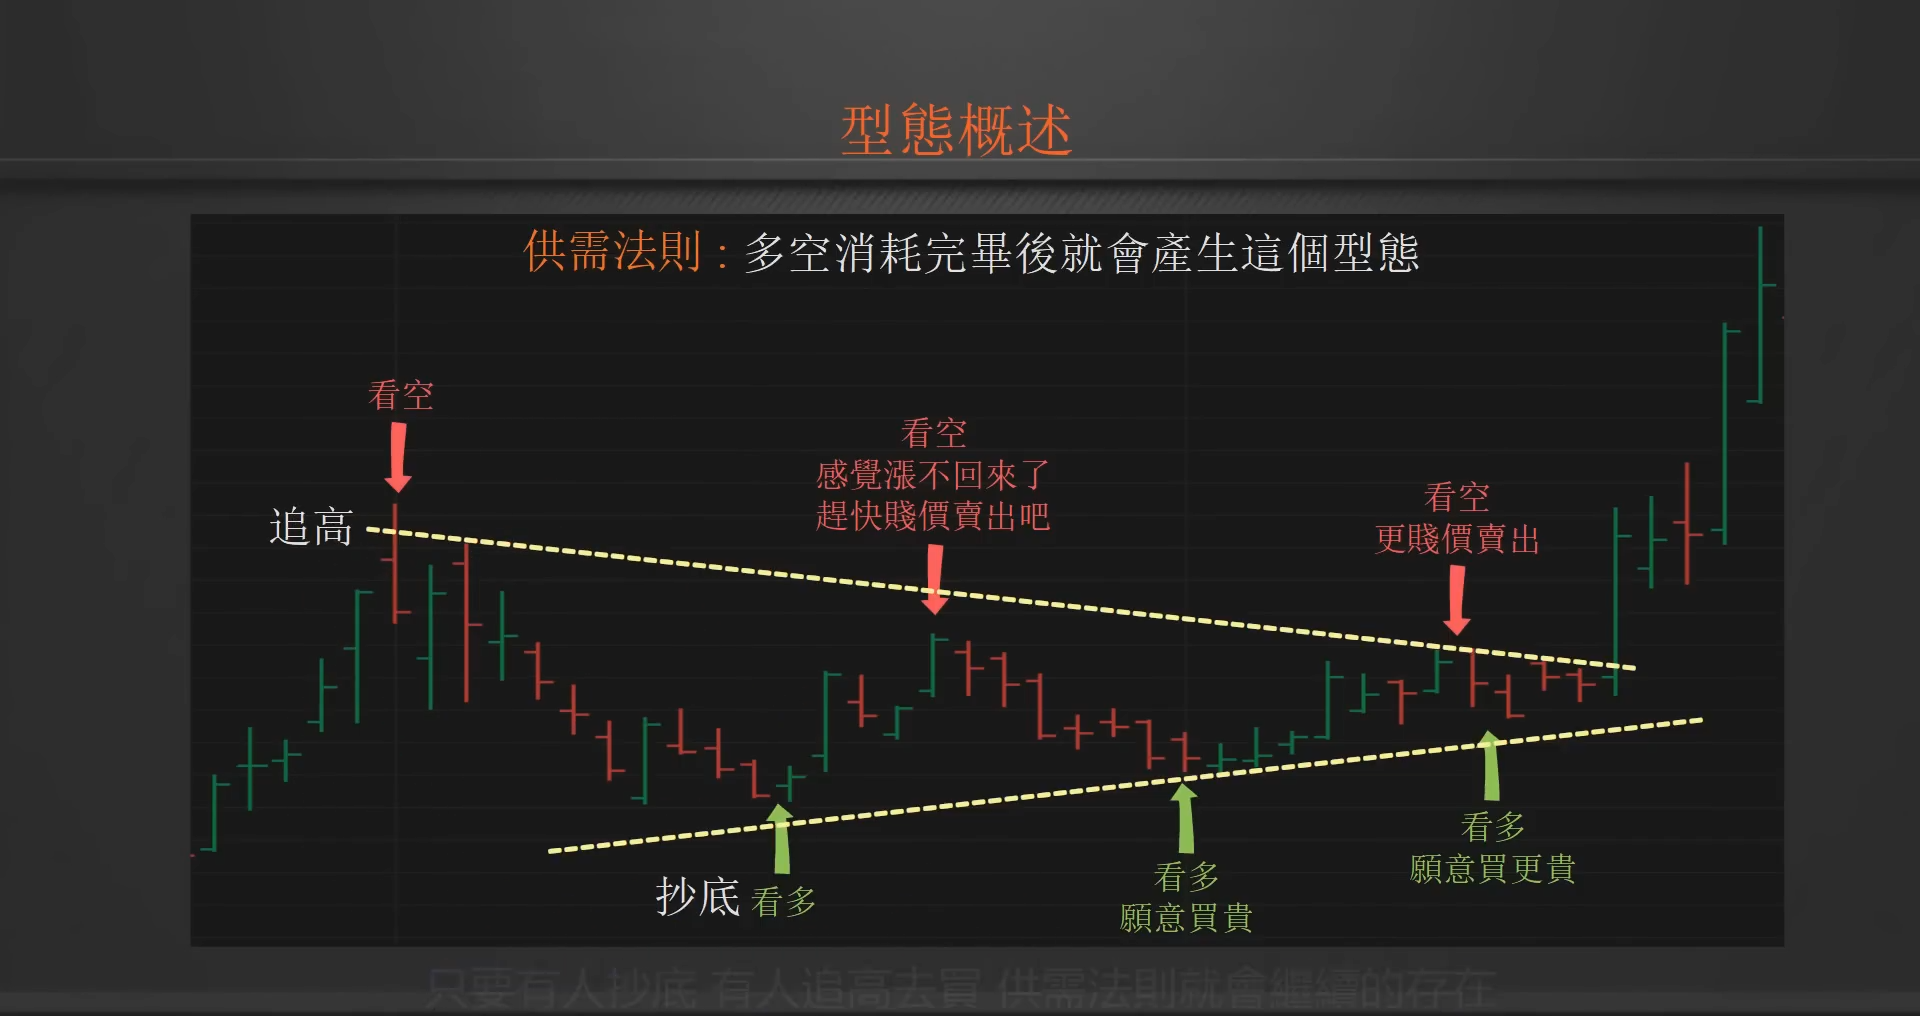 型態概述
供需法則：多空消耗完畢後就會產生這個型態
看空
追高
看空
感覺漲不回來了
趕快賤價賣出吧
看空
更賤價賣出
抄底 看多
看多
願意買貴
看多
願意買更貴
只要有人抄底 有人追高去買 供需法則就會繼續的存在